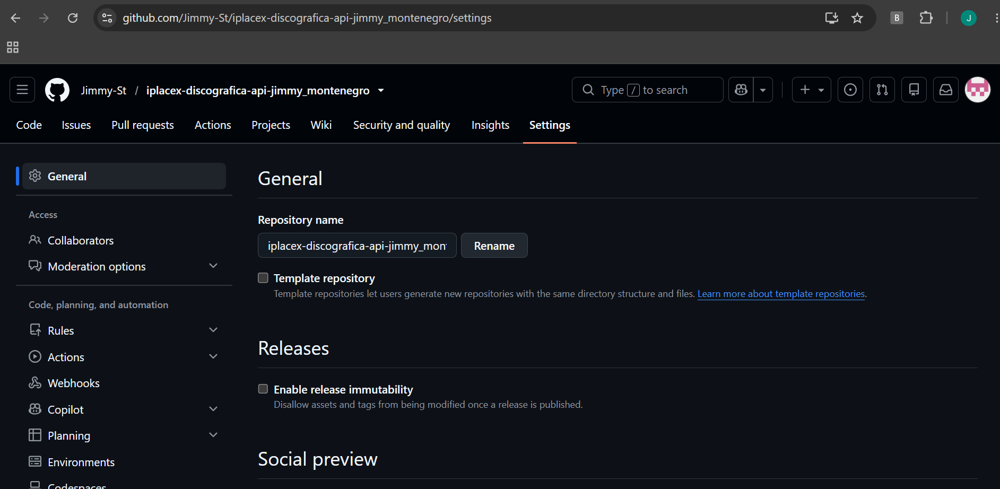 github.com/Jimmy-St/iplacex-discografica-api-jimmy_montenegro/settings
B
J
Jimmy-St / iplacex-discografica-api-jimmy_montenegro
Type / to search
Code Issues Pull requests Actions Projects Wiki Security and quality Insights Settings
General
Access
Collaborators
Moderation options
Code, planning, and automation
Rules
Actions
Webhooks
Copilot
Planning
Environments
Codespaces
General
Repository name
iplacex-discografica-api-jimmy_mon
Rename
Template repository
Template repositories let users generate new repositories with the same directory structure and files. Learn more about template repositories.
Releases
Enable release immutability
Disallow assets and tags from being modified once a release is published.
Social preview